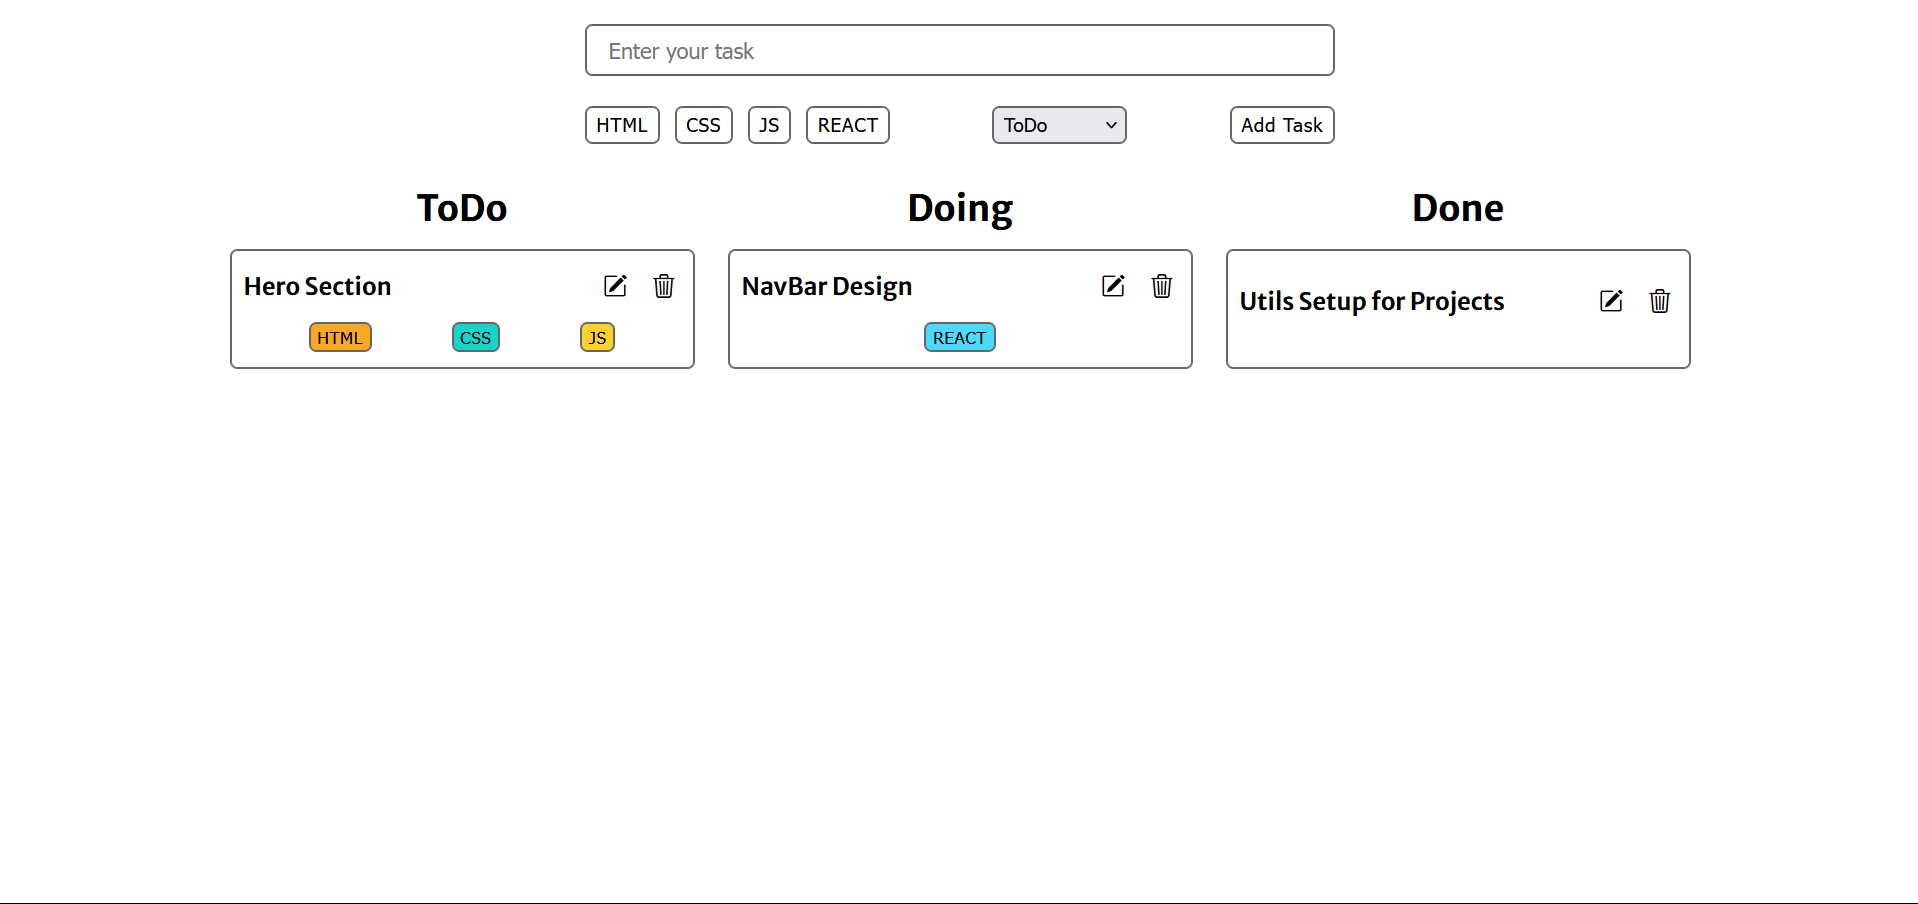 Enter your task
HTML CSS JS REACT ToDo Add Task
ToDo Doing Done
Hero Section
HTML CSS JS
NavBar Design
REACT
Utils Setup for Projects